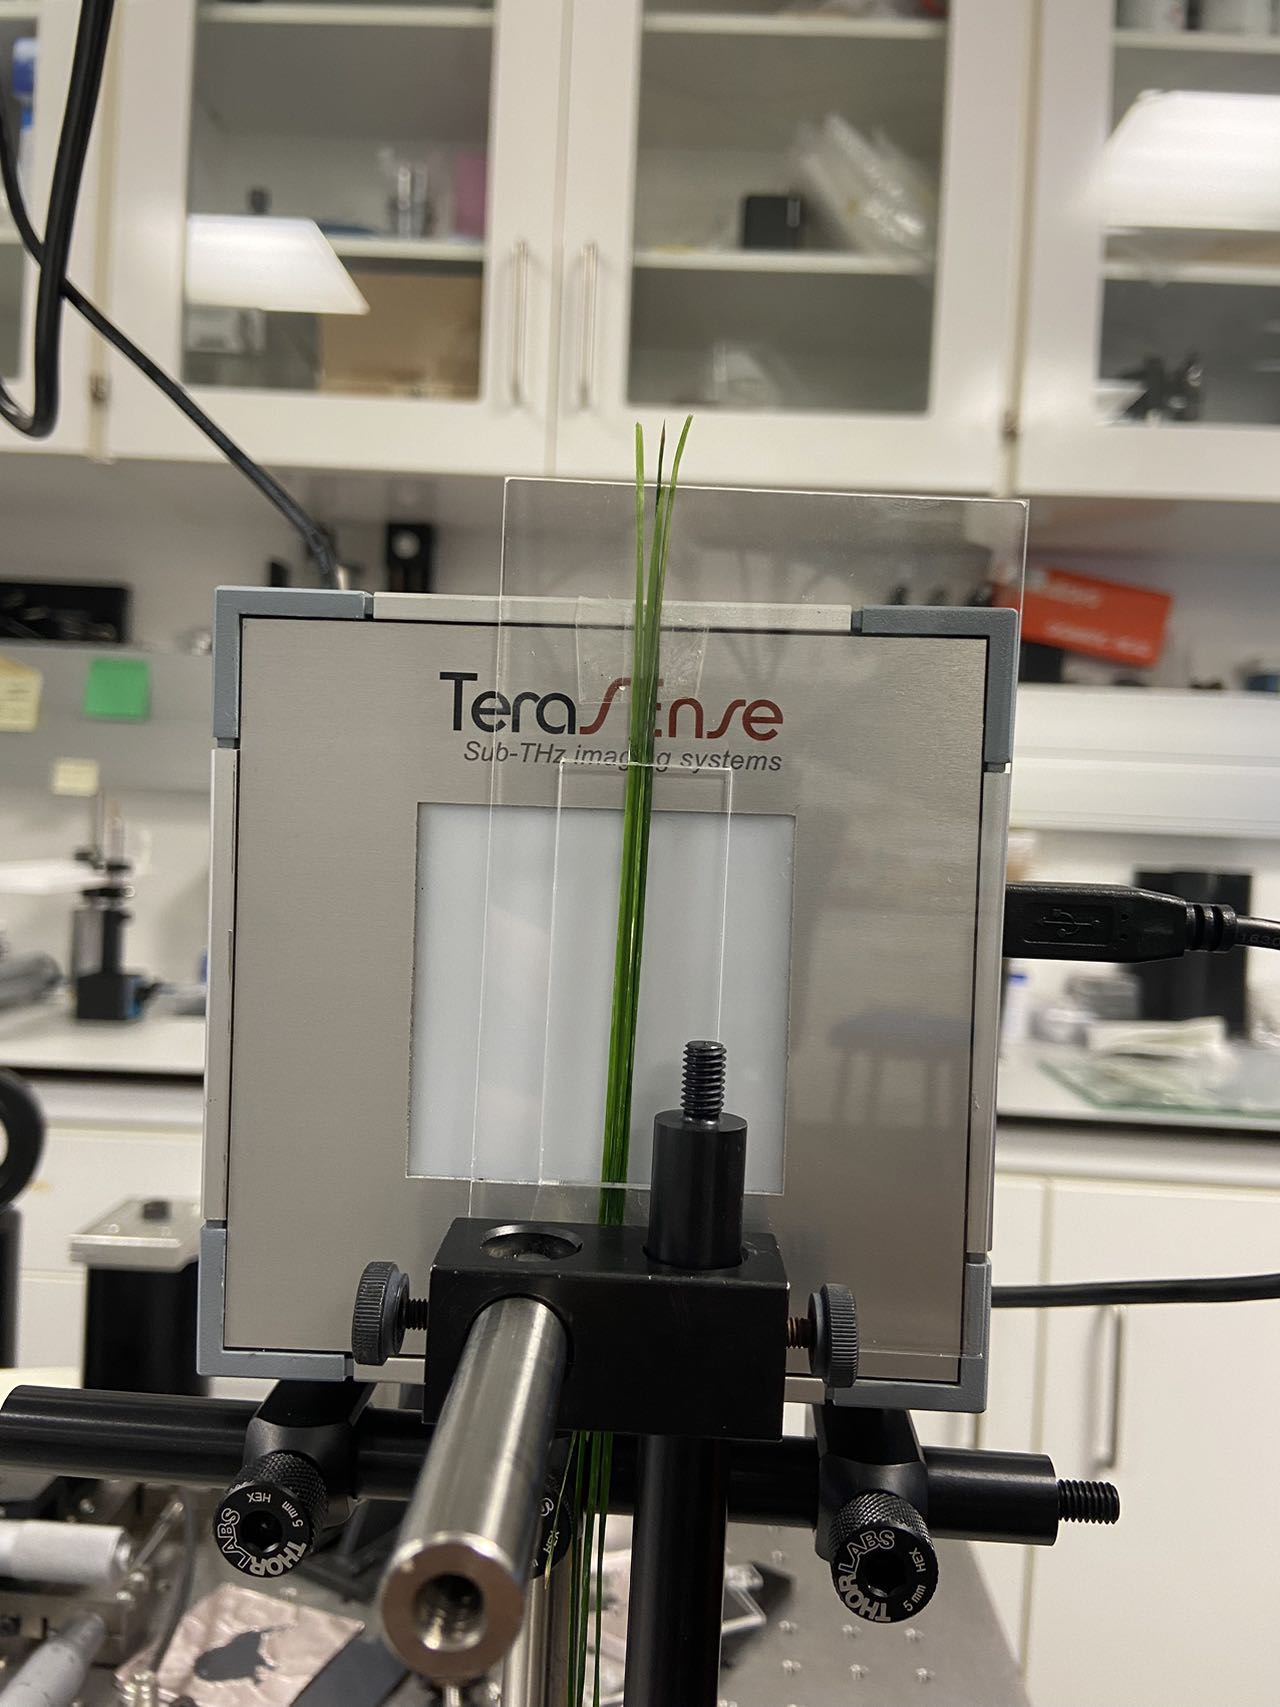 TeraSense
Sub-THz imaging systems
THORLABS
HEX
5 mm
THORLABS
HEX
5 mm